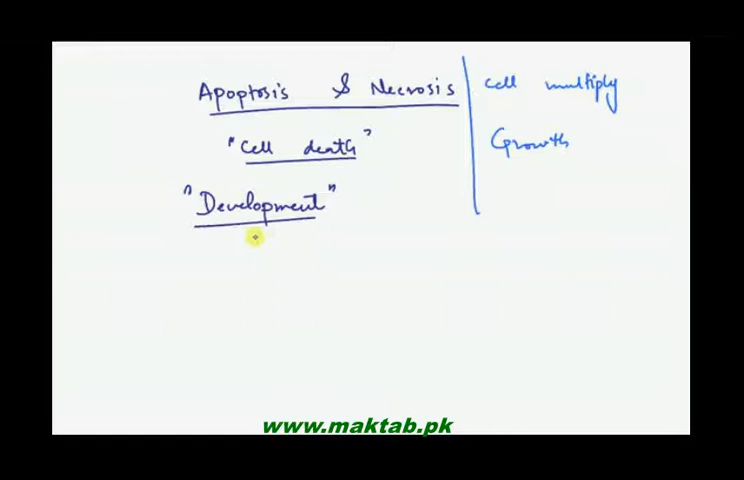 Apoptosis & Necrosis
"Cell death"
"Development"
cell multiply
Growth
www.maktab.pk